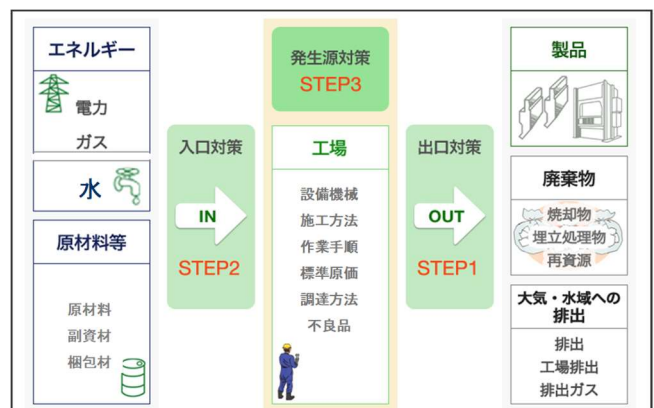 エネルギー
電力
ガス
水
原材料等
原材料
副資材
梱包材
入口対策
IN
STEP2
発生源対策
STEP3
工場
設備機械
施工方法
作業手順
標準原価
調達方法
不良品
出口対策
OUT
STEP1
製品
廃棄物
焼却物
埋立処理物
再資源
大気・水域への
排出
排出
工場排出
排出ガス